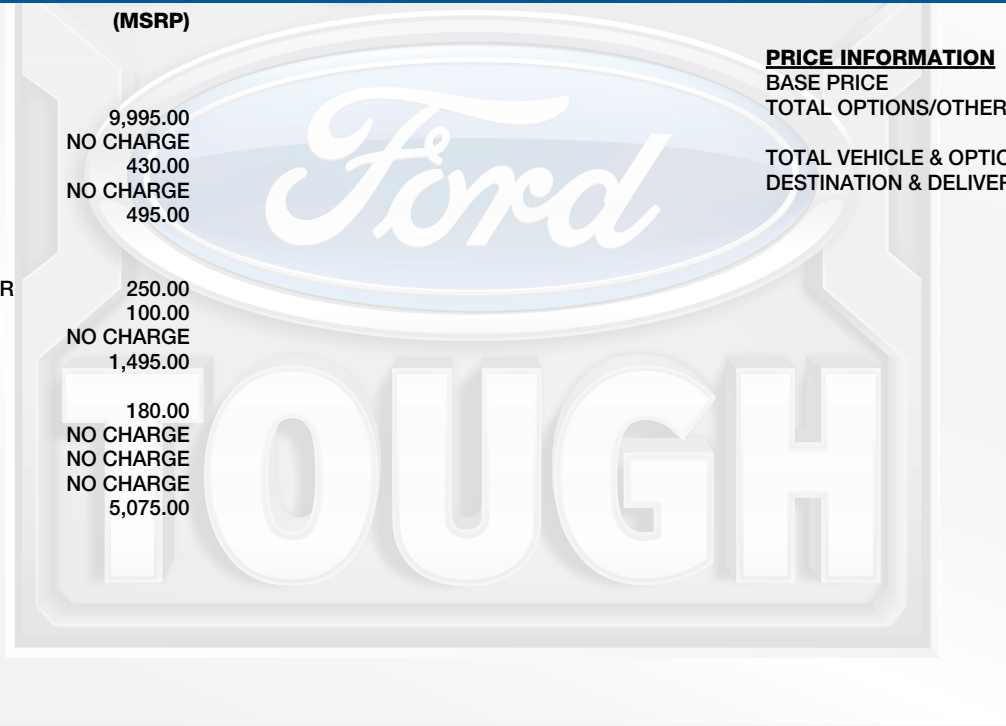 (MSRP)
9,995.00
NO CHARGE
430.00
NO CHARGE
495.00
R 250.00
100.00
NO CHARGE
1,495.00
180.00
NO CHARGE
NO CHARGE
NO CHARGE
5,075.00
PRICE INFORMATION
BASE PRICE
TOTAL OPTIONS/OTHER
TOTAL VEHICLE & OPTIO
DESTINATION & DELIVER
Ford
TOUGH